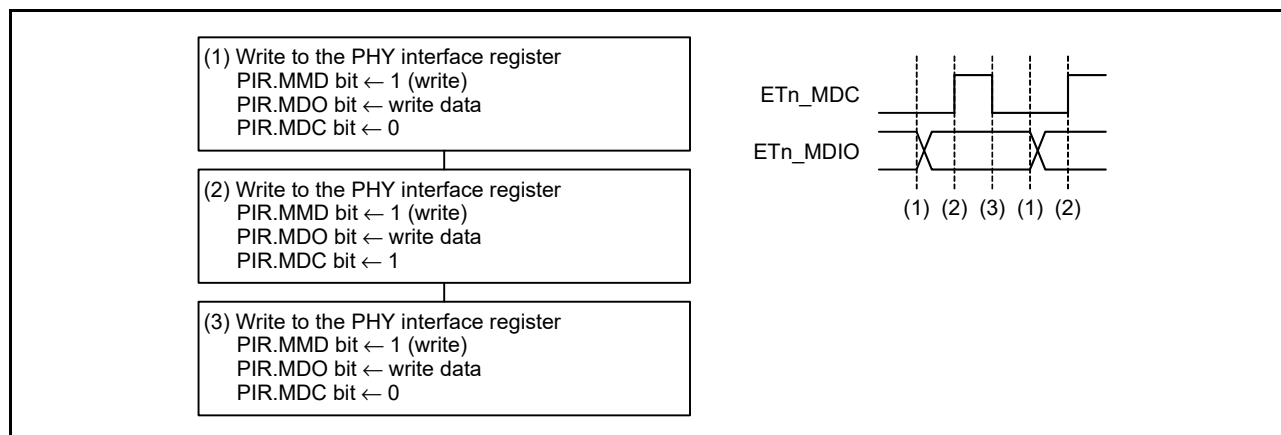 (1) Write to the PHY interface register
PIR.MMD bit ← 1 (write)
PIR.MDO bit ← write data
PIR.MDC bit ← 0
(2) Write to the PHY interface register
PIR.MMD bit ← 1 (write)
PIR.MDO bit ← write data
PIR.MDC bit ← 1
(3) Write to the PHY interface register
PIR.MMD bit ← 1 (write)
PIR.MDO bit ← write data
PIR.MDC bit ← 0
ETn_MDC
ETn_MDIO
(1) (2) (3) (1) (2)